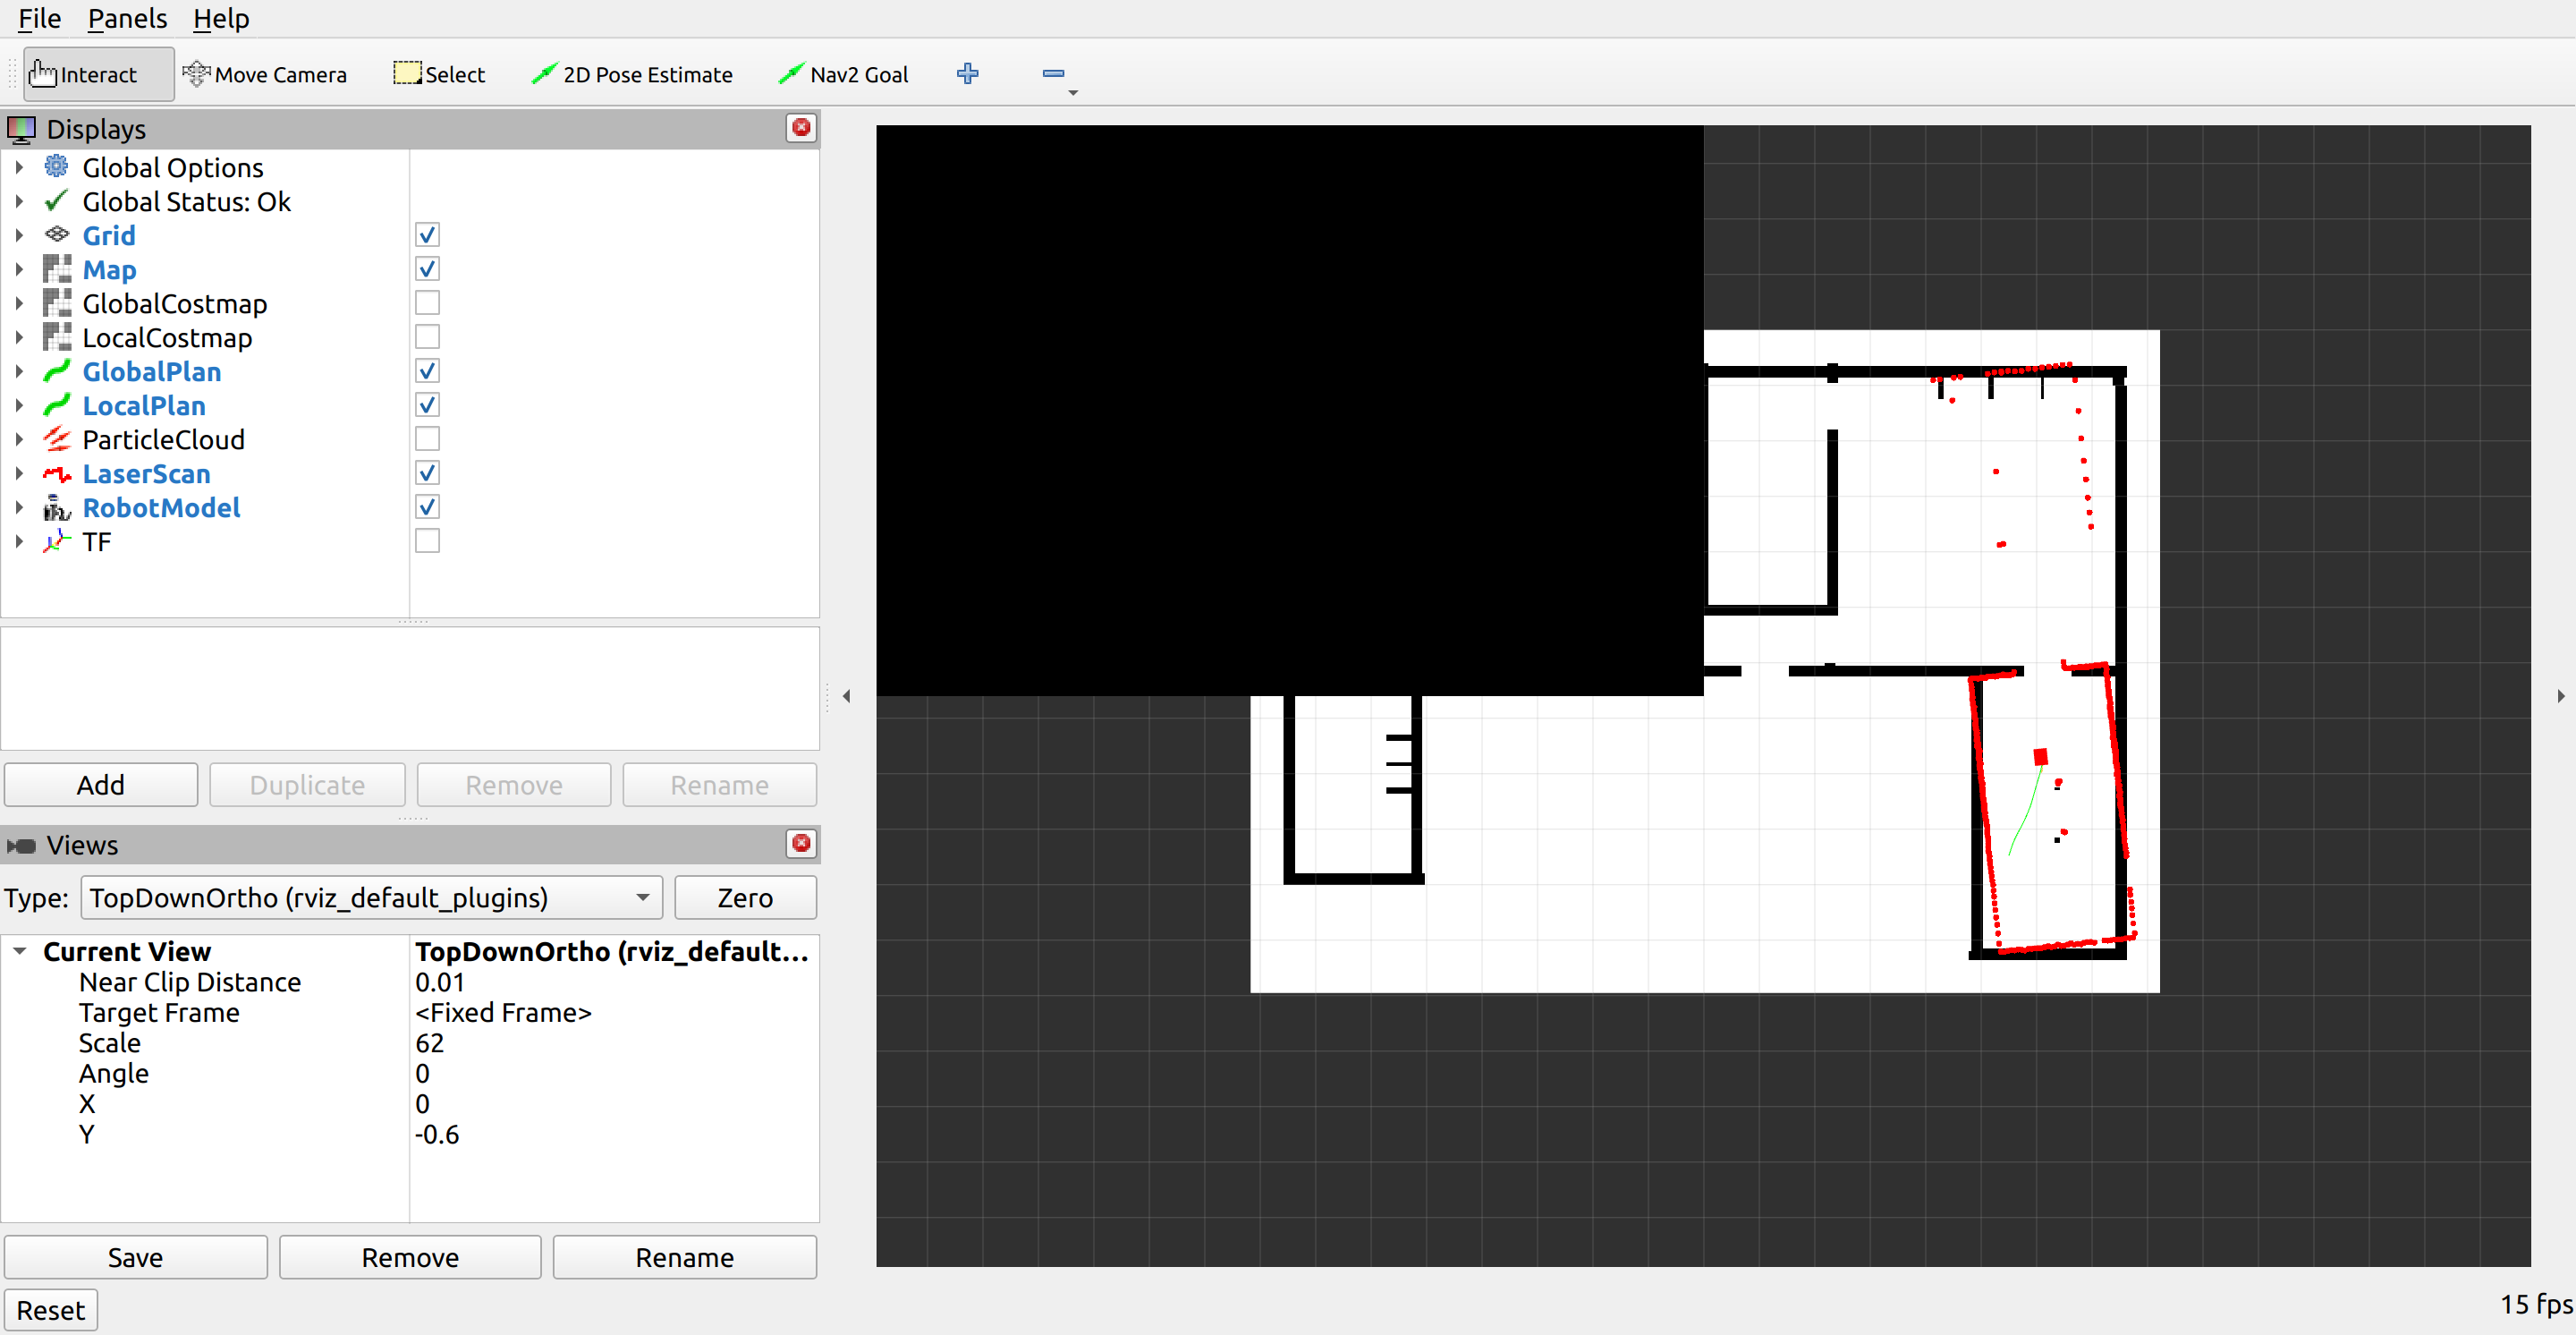 File Panels Help
Interact Move Camera Select 2D Pose Estimate Nav2 Goal
Displays
Global Options
Global Status: Ok
Grid
Map
GlobalCostmap
LocalCostmap
GlobalPlan
LocalPlan
ParticleCloud
LaserScan
RobotModel
TF
Add Duplicate Remove Rename
Views
Type: TopDownOrtho (rviz_default_plugins) Zero
Current View TopDownOrtho (rviz_default...
Near Clip Distance 0.01
Target Frame <Fixed Frame>
Scale 62
Angle 0
X 0
Y -0.6
Save Remove Rename
Reset
15 fps